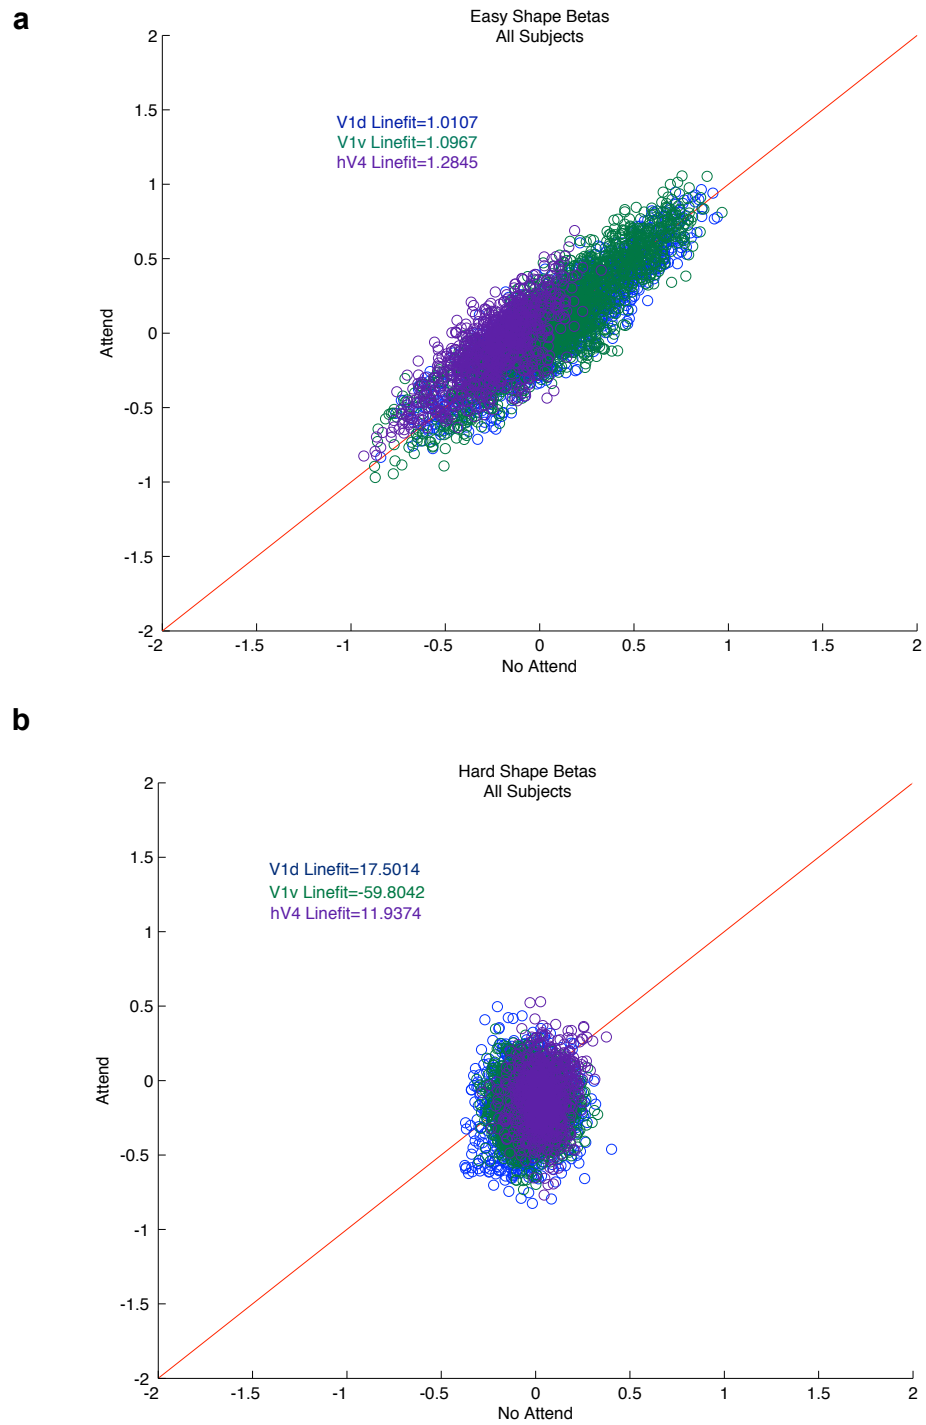 a
Easy Shape Betas
All Subjects
2
1.5
V1d Linefit=1.0107
V1v Linefit=1.0967
hV4 Linefit=1.2845
1
0.5
0
Attend
-0.5
-1
-1.5
-2
-2 -1.5 -1 -0.5 0 0.5 1 1.5 2
No Attend
b
Hard Shape Betas
All Subjects
2
1.5
V1d Linefit=17.5014
V1v Linefit=-59.8042
hV4 Linefit=11.9374
1
0.5
0
Attend
-0.5
-1
-1.5
-2
-2 -1.5 -1 -0.5 0 0.5 1 1.5 2
No Attend